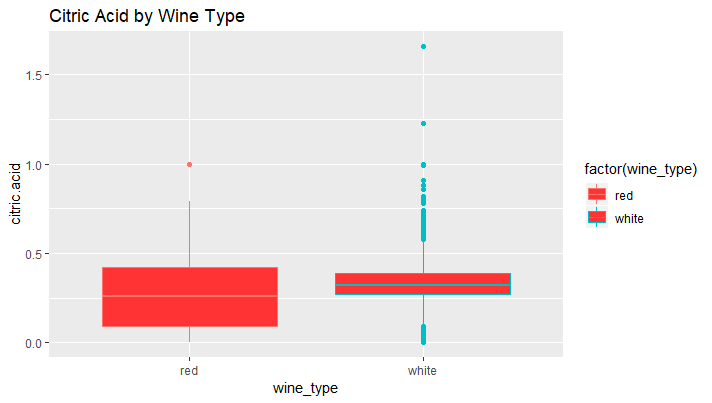 Citric Acid by Wine Type
citric.acid
1.5
1.0
0.5
0.0
red
white
wine_type
factor(wine_type)
red
white